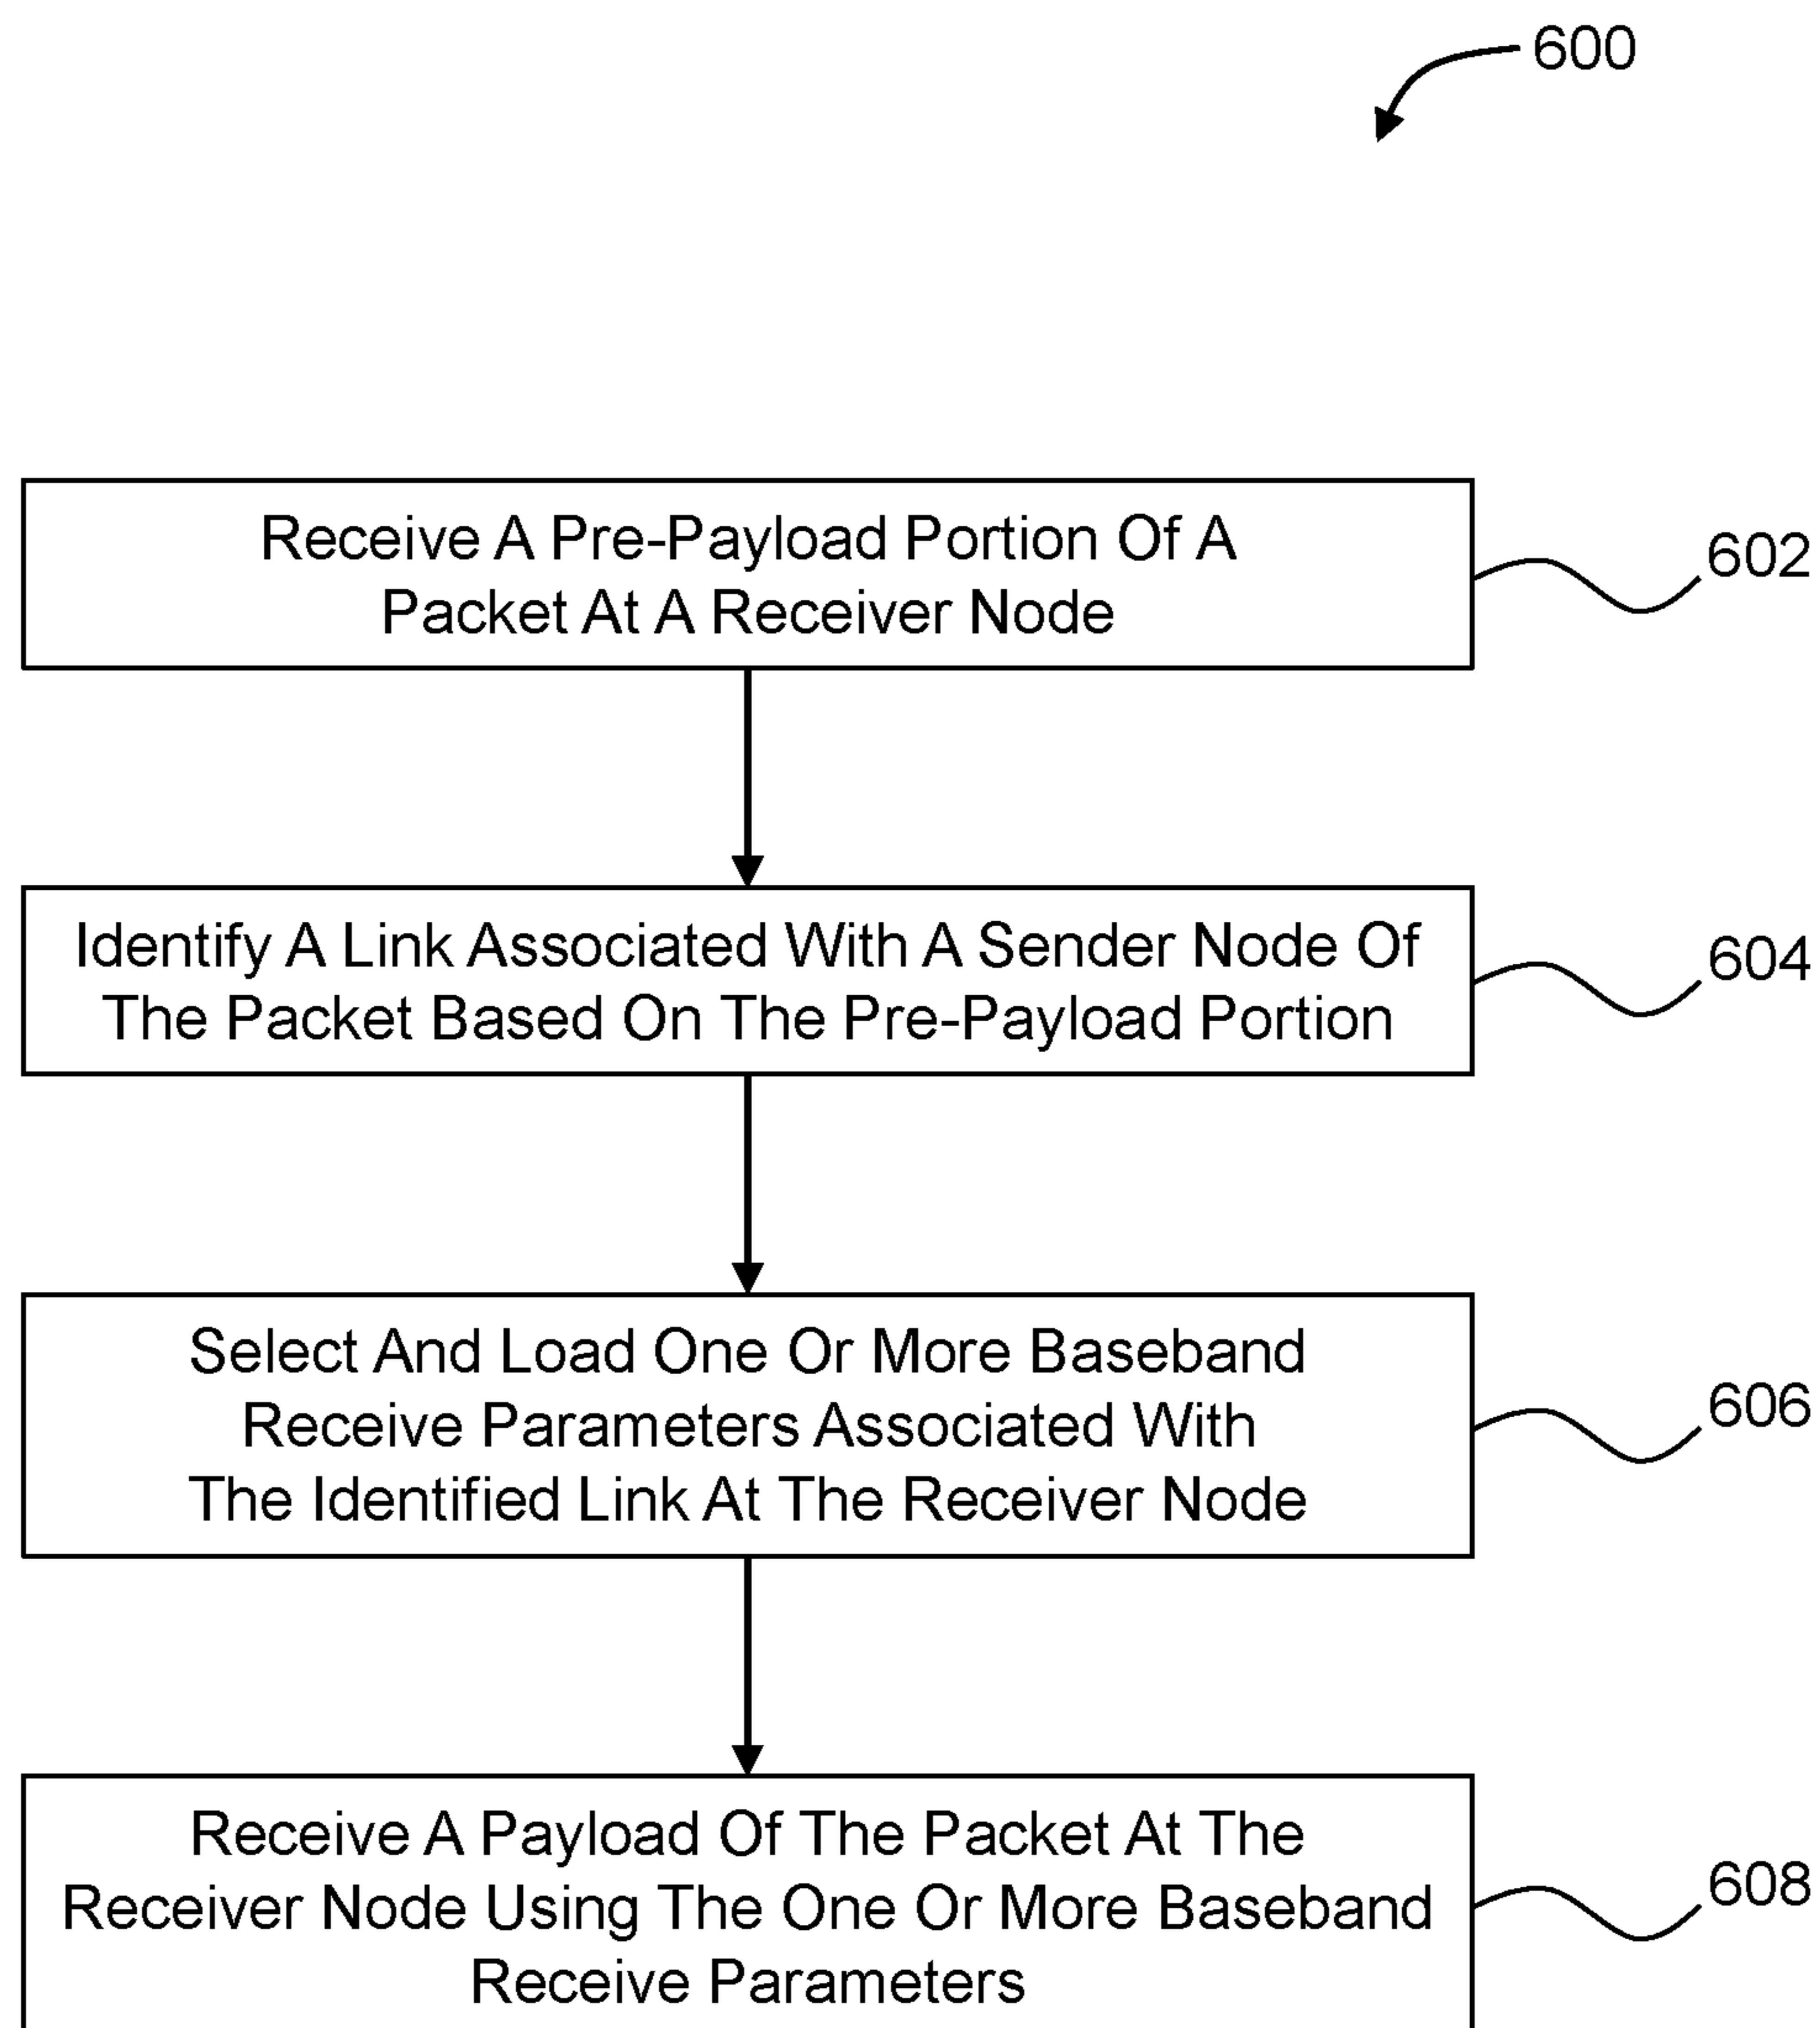 600
Receive A Pre-Payload Portion Of A
Packet At A Receiver Node
602
Identify A Link Associated With A Sender Node Of
The Packet Based On The Pre-Payload Portion
604
Select And Load One Or More Baseband
Receive Parameters Associated With
The Identified Link At The Receiver Node
606
Receive A Payload Of The Packet At The
Receiver Node Using The One Or More Baseband
Receive Parameters
608